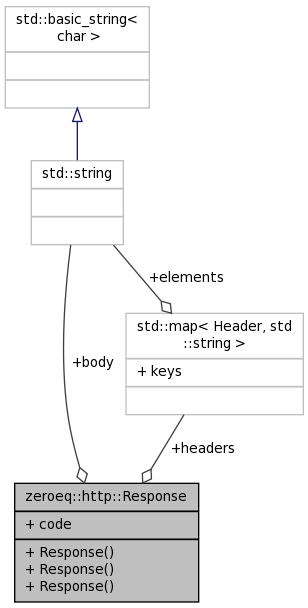 std::basic_string<
char >
std::string
+elements
std::map< Header, std
::string >
+ keys
+body
+headers
zeroeq::http::Response
+ code
+ Response()
+ Response()
+ Response()